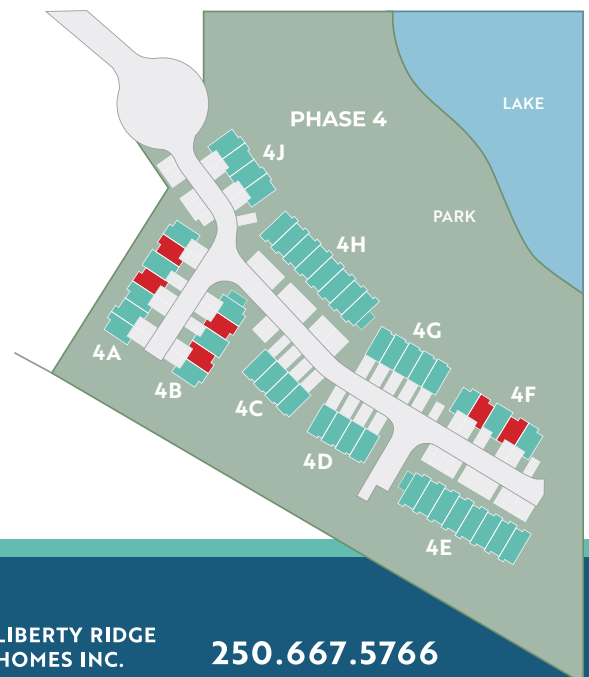 LAKE
PHASE 4
4J
PARK
4H
4G
4A
4B
4C
4F
4D
4E
LIBERTY RIDGE
HOMES INC.
250.667.5766